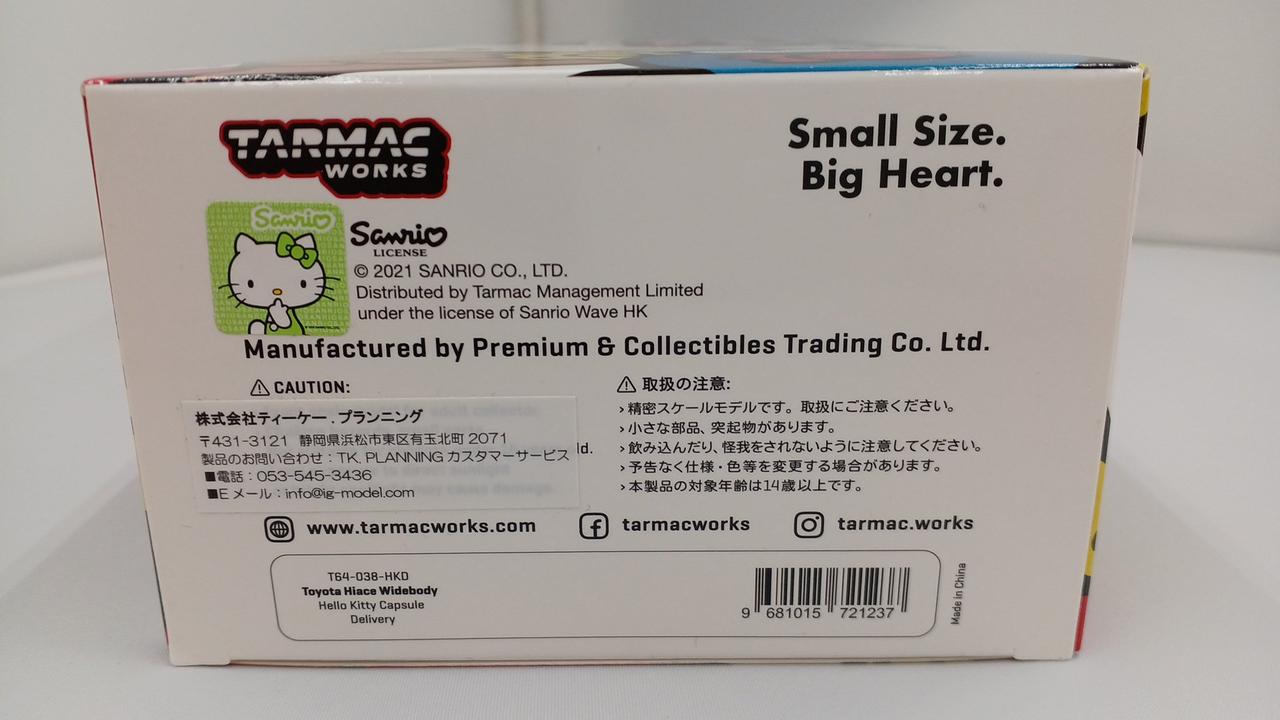 TARMAC
WORKS
Small Size.
Big Heart.
Sanrio
Sanrio
LICENSE
© 2021 SANRIO CO., LTD.
Distributed by Tarmac Management Limited
under the license of Sanrio Wave HK
Manufactured by Premium & Collectibles Trading Co. Ltd.
⚠ CAUTION:
株式会社ティーケー.プランニング
〒431-3121 静岡県浜松市東区有玉北町 2071
製品のお問い合わせ：TK. PLANNING カスタマーサービス
■電話：053-545-3436
■E メール：info@ig-model.com
ld.
⚠ 取扱の注意:
›精密スケールモデルです。取扱にご注意ください。
›小さな部品、突起物があります。
›飲み込んだり、怪我をされないように注意してください。
›予告なく仕様・色等を変更する場合があります。
›本製品の対象年齢は14歳以上です。
www.tarmacworks.com
tarmacworks
tarmac.works
T64-038-HKD
Toyota Hiace Widebody
Hello Kitty Capsule
Delivery
9 681015 721237
Made in China